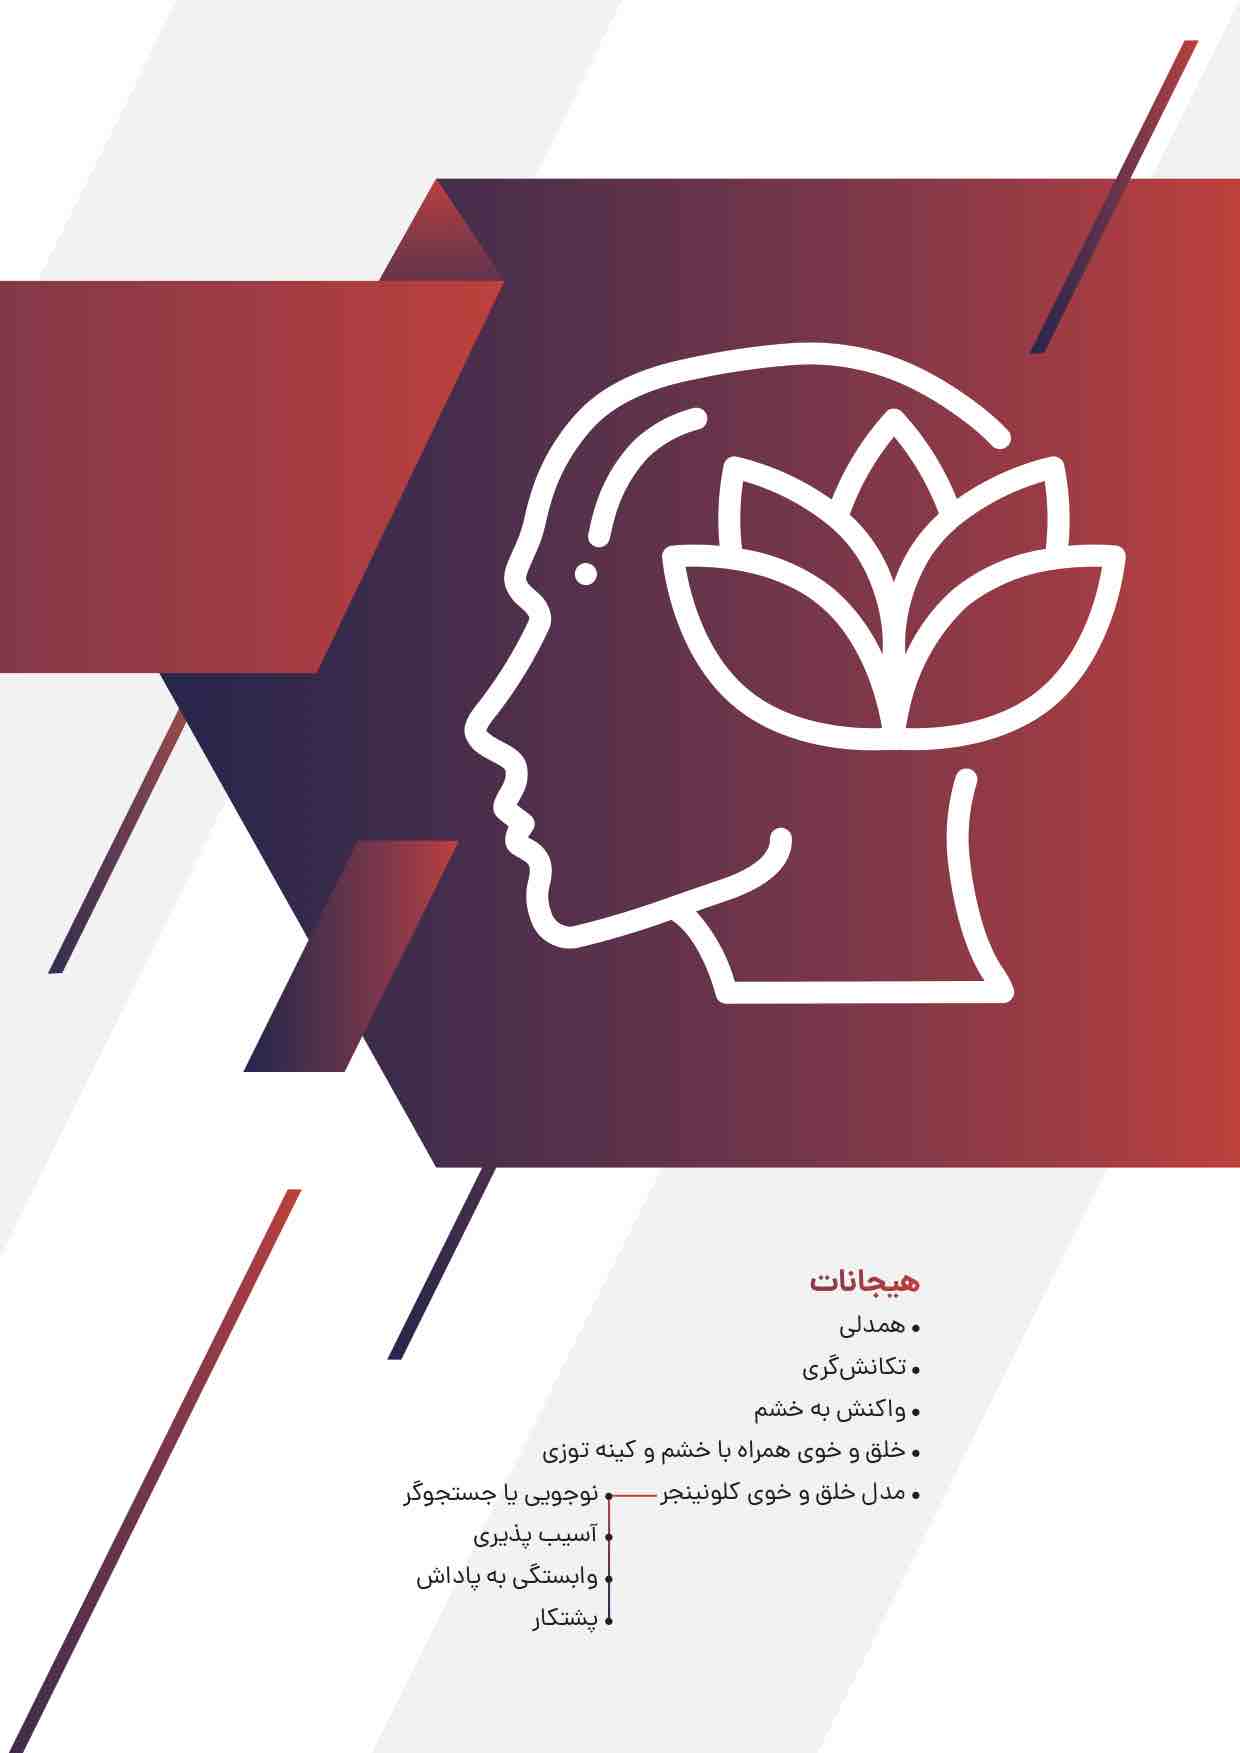 هیجانات
• همدلی
• تکانش‌گری
• واکنش به خشم
• خلق و خوی همراه با خشم و کینه توزی
• مدل خلق و خوی کلونینجر
• نوجویی یا جستجوگر
• آسیب پذیری
• وابستگی به پاداش
• پشتکار